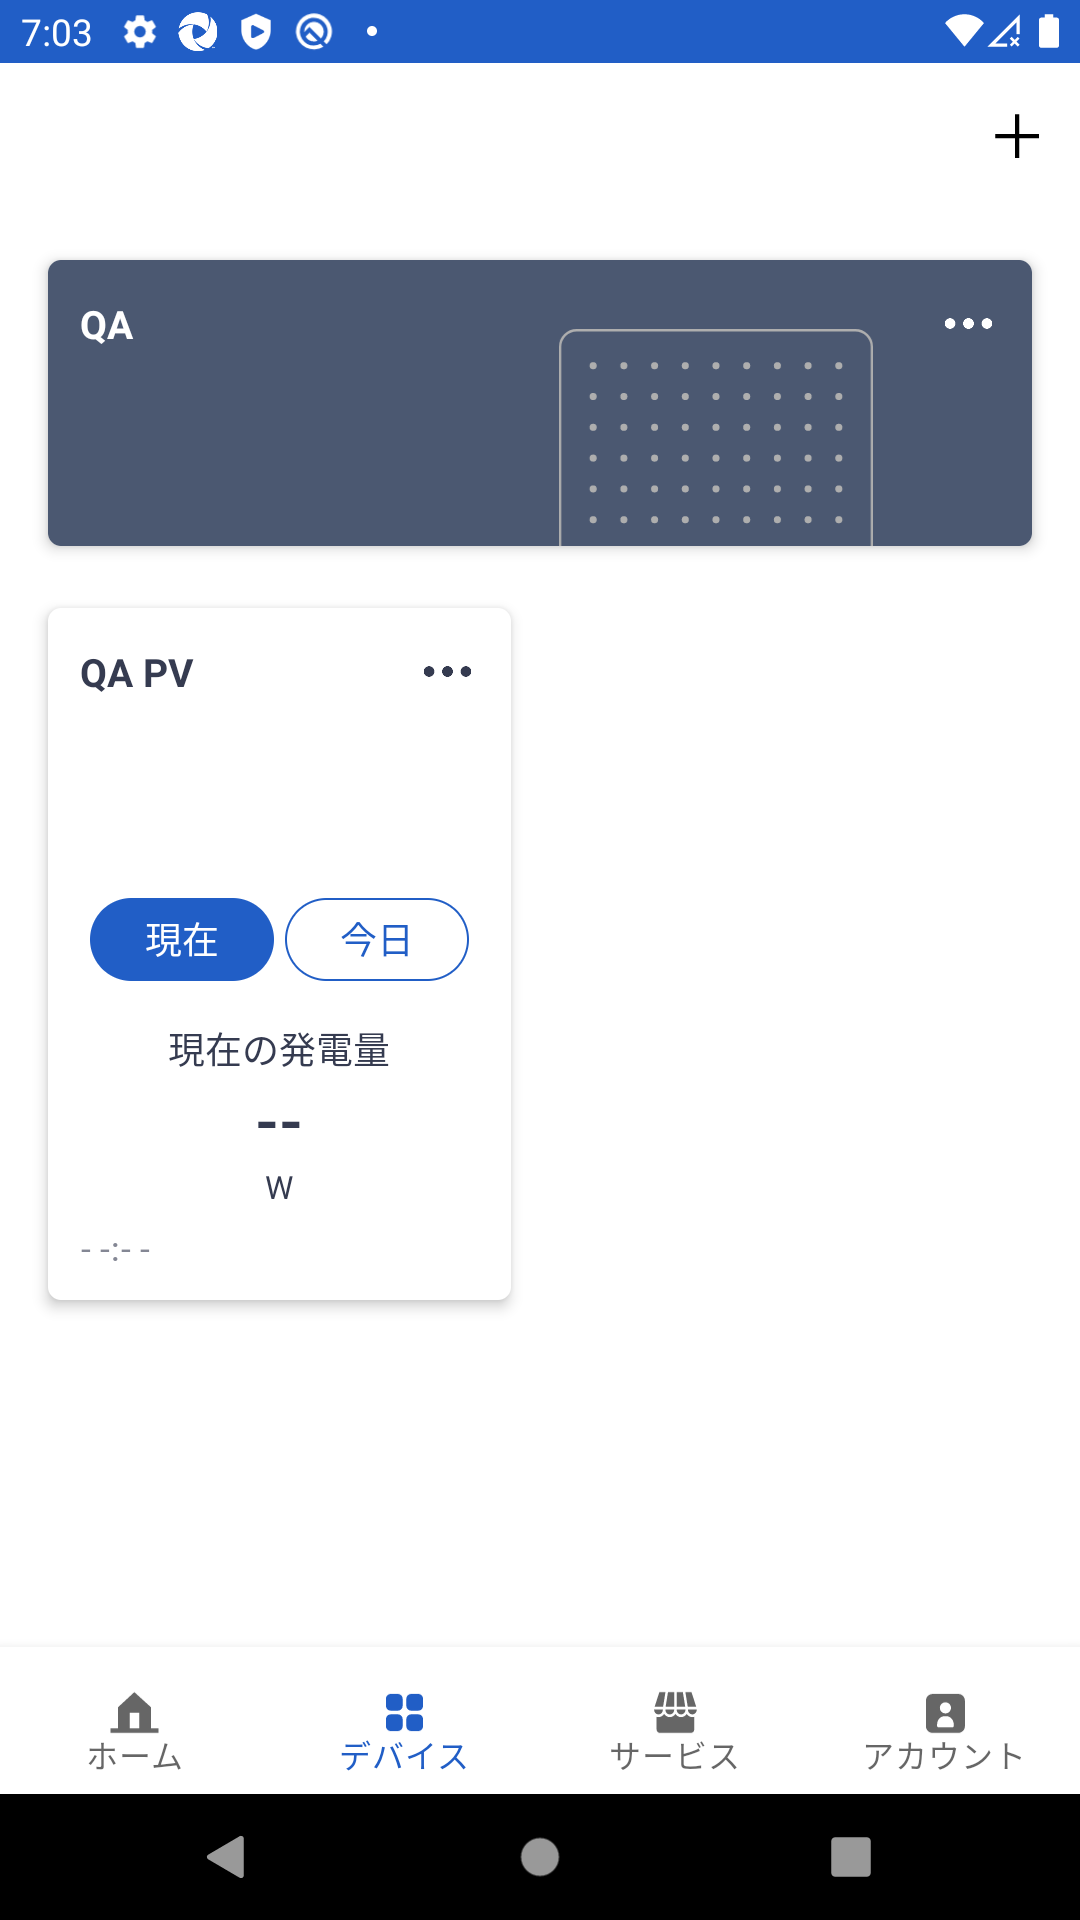 7:03
QA
QA PV
現在 今日
現在の発電量
--
W
- -:- -
ホーム デバイス サービス アカウント